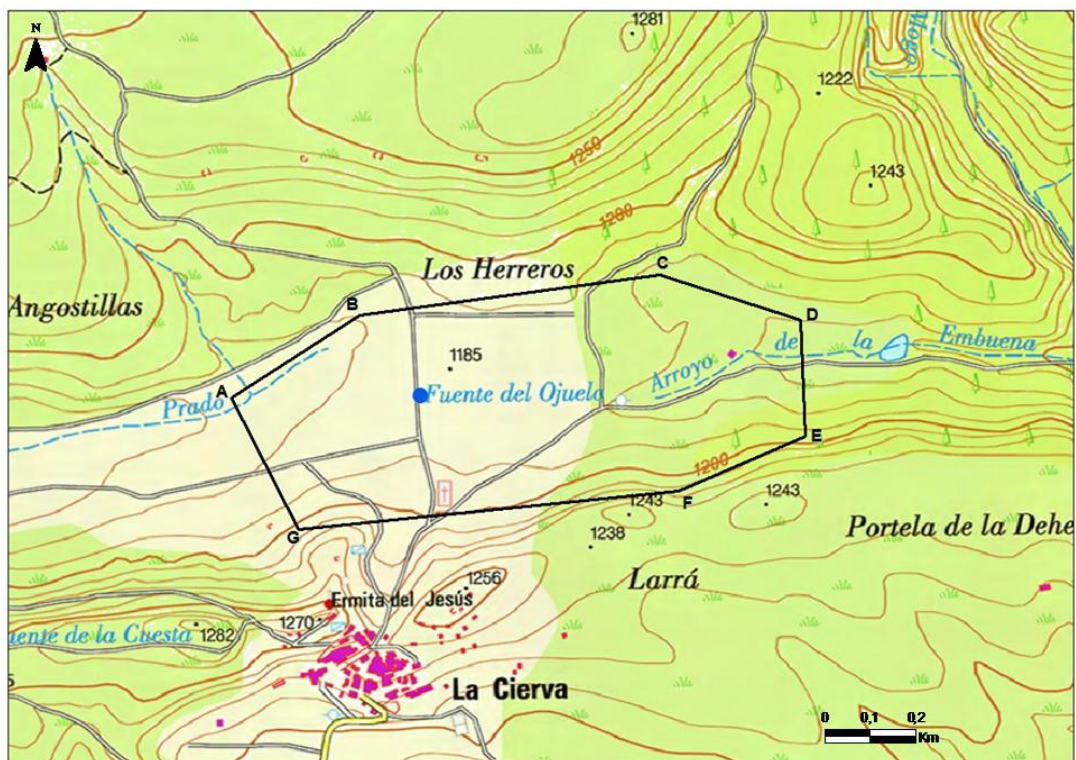 N
1281
1222
1250
1243
1200
Los Herreros
C
Angostillas
B
D
1185
de la Embuena
Arroyo
A
Prado
Fuente del Ojuelo
E
1200
F
1243
1243
G
1238
Portela de la Dehe
Larrá
1256
Ermita del Jesús
1270
uente de la Cuesta
1282
La Cierva
0 0,1 0,2
Km